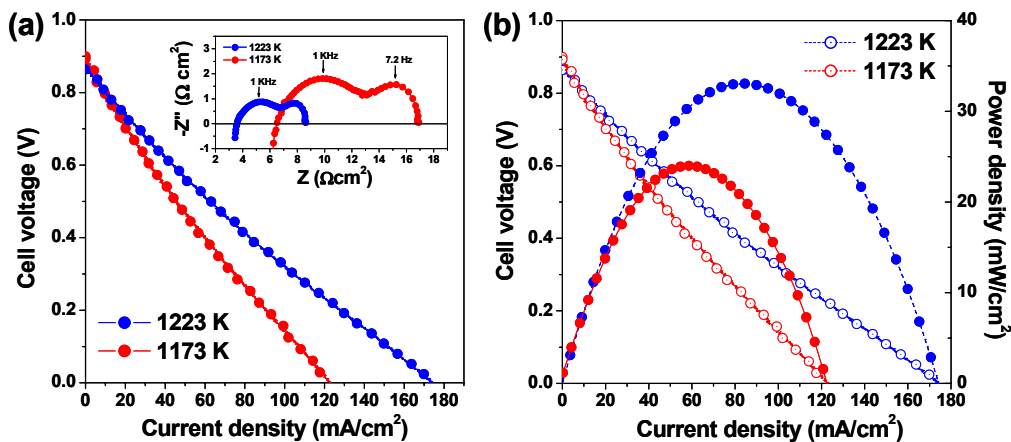 (a)
1.0
0.8
0.6
0.4
0.2
0.0
Cell voltage (V)
0 20 40 60 80 100 120 140 160 180
Current density (mA/cm²)
1223 K
1173 K
-Z'' (Ω cm²)
3
2
1
0
-1
4 6 8 10 12 14 16 18
Z (Ωcm²)
1223 K
1173 K
1 KHz
1 KHz
7.2 Hz
(b)
1.0
0.8
0.6
0.4
0.2
0.0
Cell voltage (V)
0 20 40 60 80 100 120 140 160 180
Current density (mA/cm²)
1223 K
1173 K
40
30
20
10
0
Power density (mW/cm²)